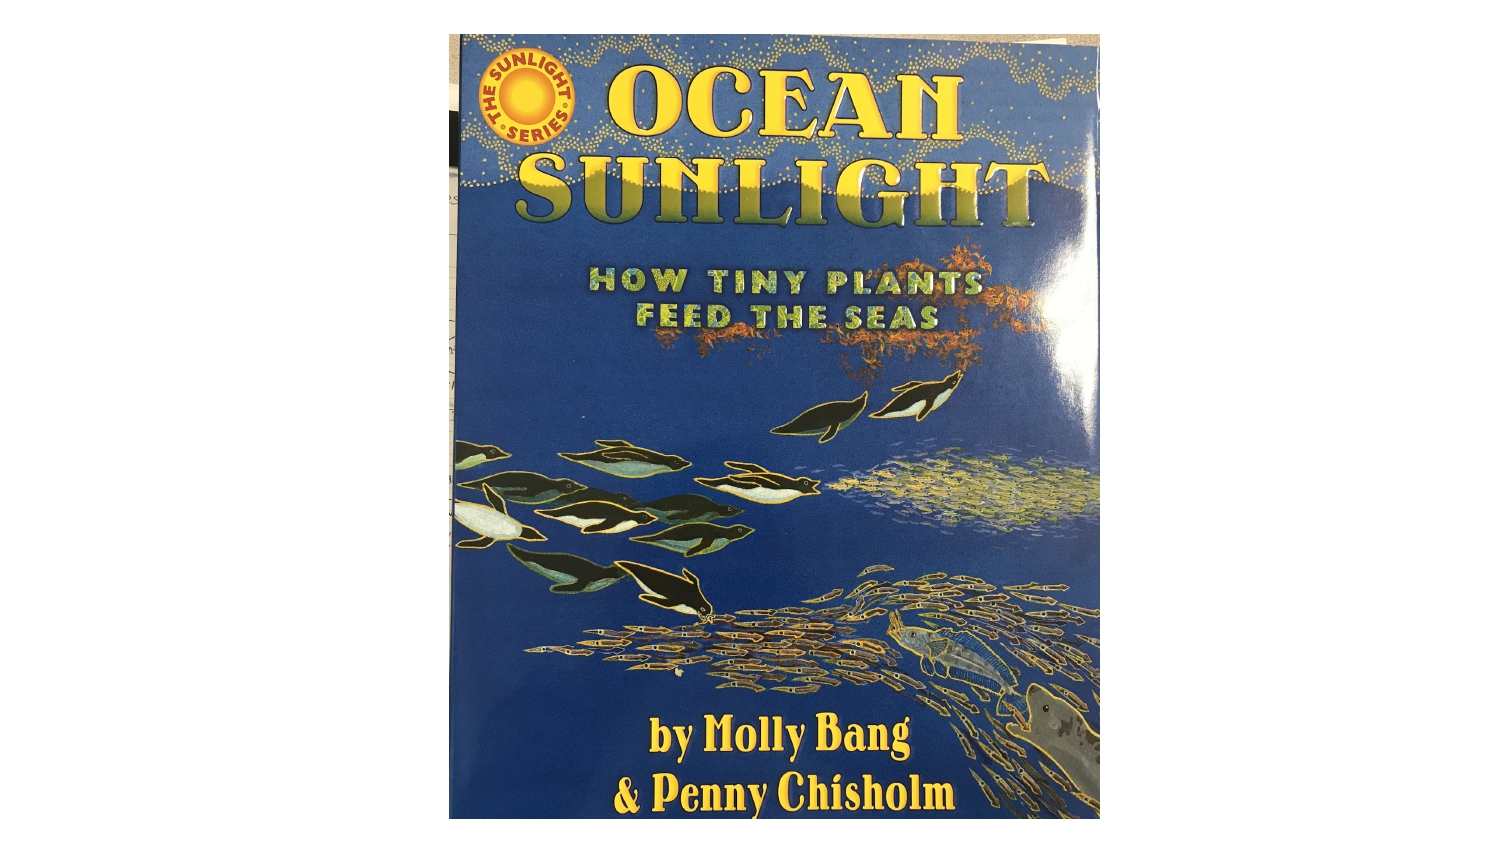 THE SUNLIGHT
SERIES
OCEAN
SUNLIGHT
HOW TINY PLANTS
FEED THE SEAS
by Molly Bang
& Penny Chisholm